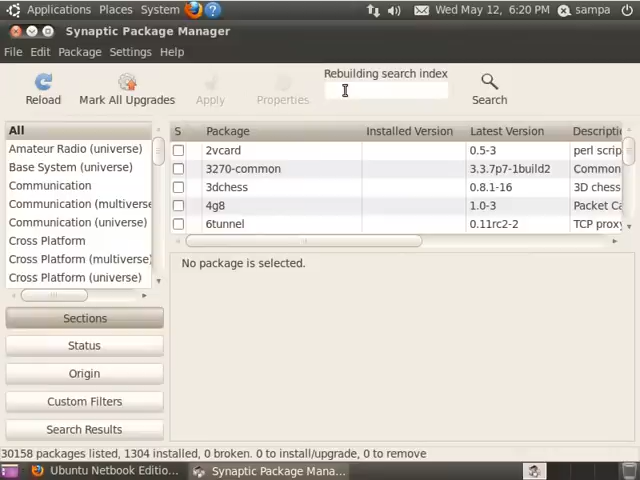 Applications Places System ? Wed May 12, 6:20 PM sampa
Synaptic Package Manager
File Edit Package Settings Help
Rebuilding search index
Reload Mark All Upgrades Apply Properties Search
All
Amateur Radio (universe)
Base System (universe)
Communication
Communication (multiverse
Communication (universe)
Cross Platform
Cross Platform (multiverse)
Cross Platform (universe)
S Package Installed Version Latest Version Descripti
2vcard 0.5-3 perl scrip
3270-common 3.3.7p7-1build2 Common
3dchess 0.8.1-16 3D chess
4g8 1.0-3 Packet Ca
6tunnel 0.11rc2-2 TCP proxy
No package is selected.
Sections
Status
Origin
Custom Filters
Search Results
30158 packages listed, 1304 installed, 0 broken. 0 to install/upgrade, 0 to remove
Ubuntu Netbook Editio... Synaptic Package Mana...